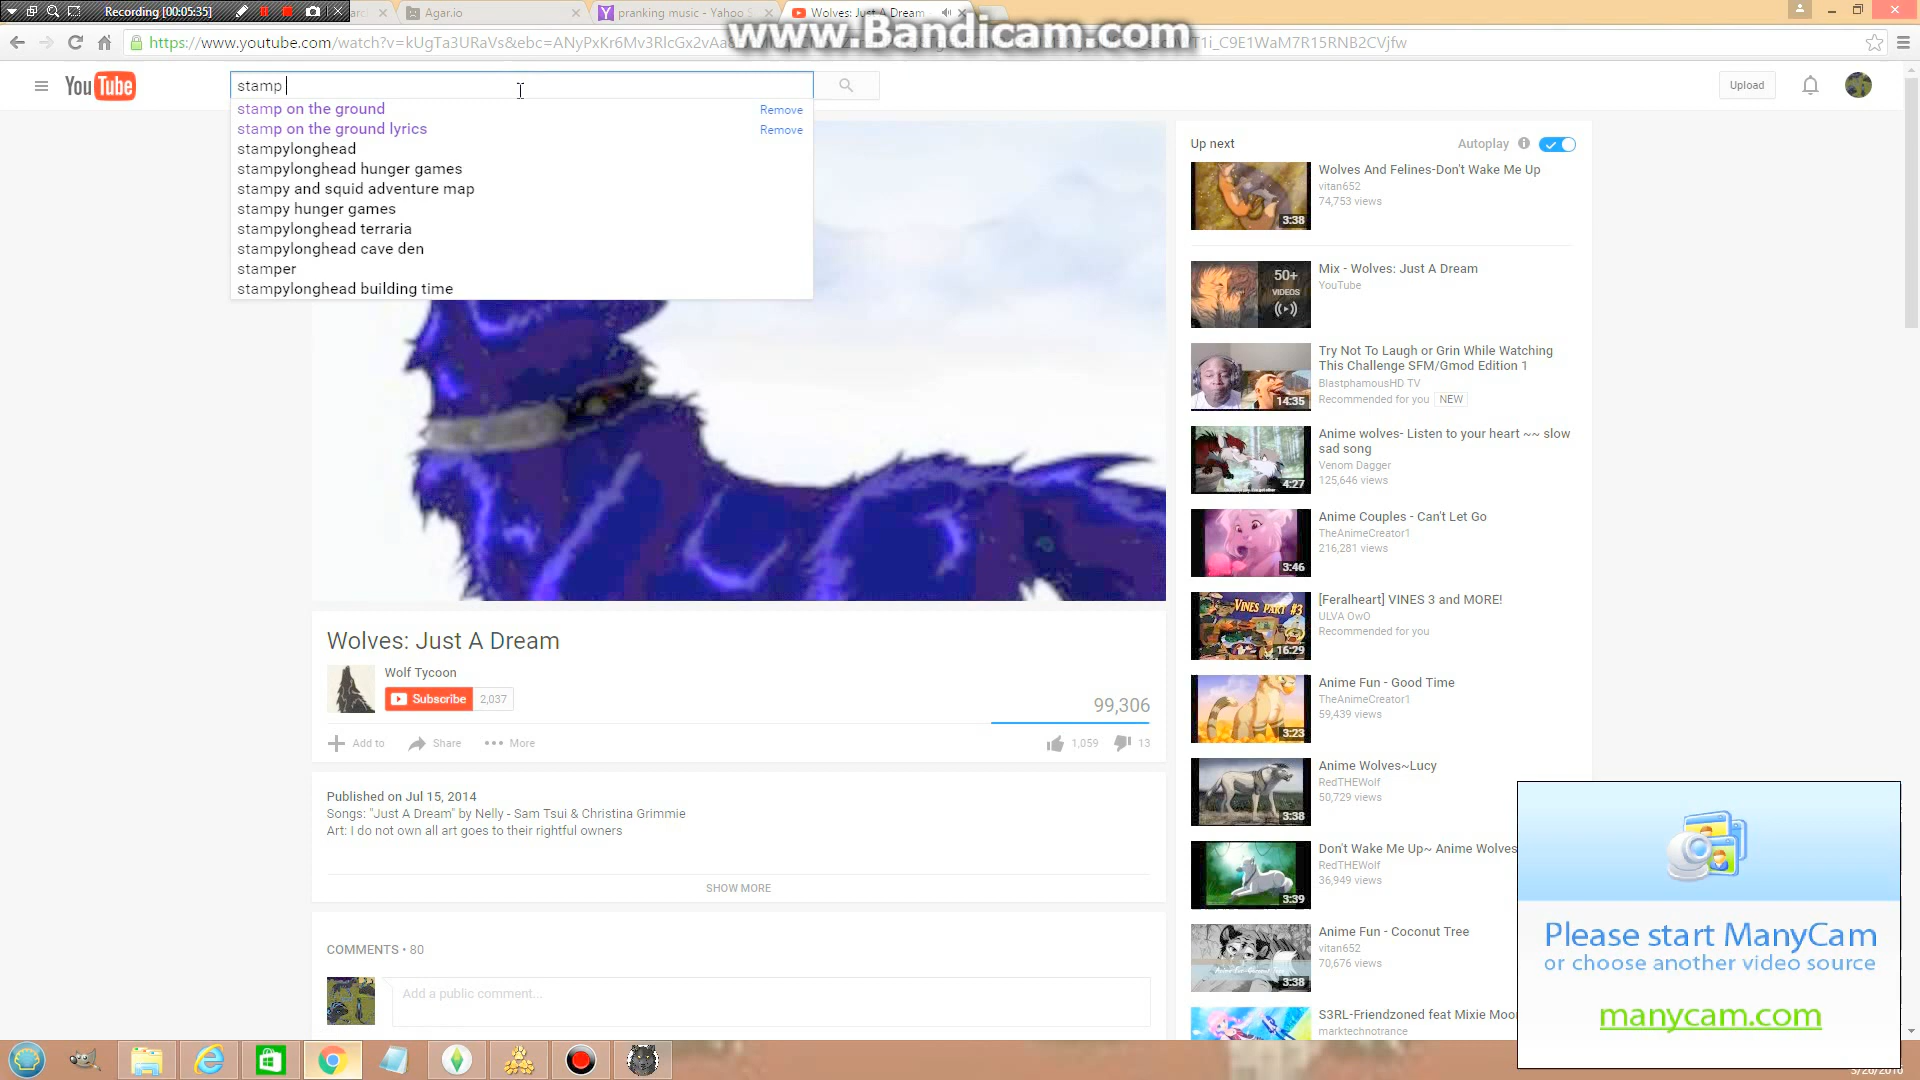 Recording [00:05:35]
Agar.io
pranking music - Yahoo S
Wolves: Just A Dream
www.Bandicam.com
YouTube
stamp
Upload
stamp on the ground Remove
stamp on the ground lyrics Remove
stampylonghead
stampylonghead hunger games
stampy and squid adventure map
stampy hunger games
stampylonghead terraria
stampylonghead cave den
stamper
stampylonghead building time
Wolves: Just A Dream
Wolf Tycoon
Subscribe 2,037
99,306
Add to Share More 1,059 13
Published on Jul 15, 2014
Songs: "Just A Dream" by Nelly - Sam Tsui & Christina Grimmie
Art: I do not own all art goes to their rightful owners
SHOW MORE
COMMENTS • 80
Add a public comment...
Up next Autoplay
Wolves And Felines-Don't Wake Me Up
vitan652
74,753 views
3:38
Mix - Wolves: Just A Dream
YouTube
50+
VIDEOS
Try Not To Laugh or Grin While Watching
This Challenge SFM/Gmod Edition 1
BlastphamousHD TV
Recommended for you NEW
14:35
Anime wolves- Listen to your heart ~~ slow
sad song
Venom Dagger
125,646 views
4:27
Anime Couples - Can't Let Go
TheAnimeCreator1
216,281 views
3:46
[Feralheart] VINES 3 and MORE!
ULVA OwO
Recommended for you
VINES PART #3
16:29
Anime Fun - Good Time
TheAnimeCreator1
59,439 views
3:23
Anime Wolves~Lucy
RedTHEWolf
50,729 views
3:38
Don't Wake Me Up~ Anime Wolves
RedTHEWolf
36,949 views
3:39
Anime Fun - Coconut Tree
vitan652
70,676 views
3:38
S3RL-Friendzoned feat Mixie Moon
marktechnotrance
Please start ManyCam
or choose another video source
manycam.com